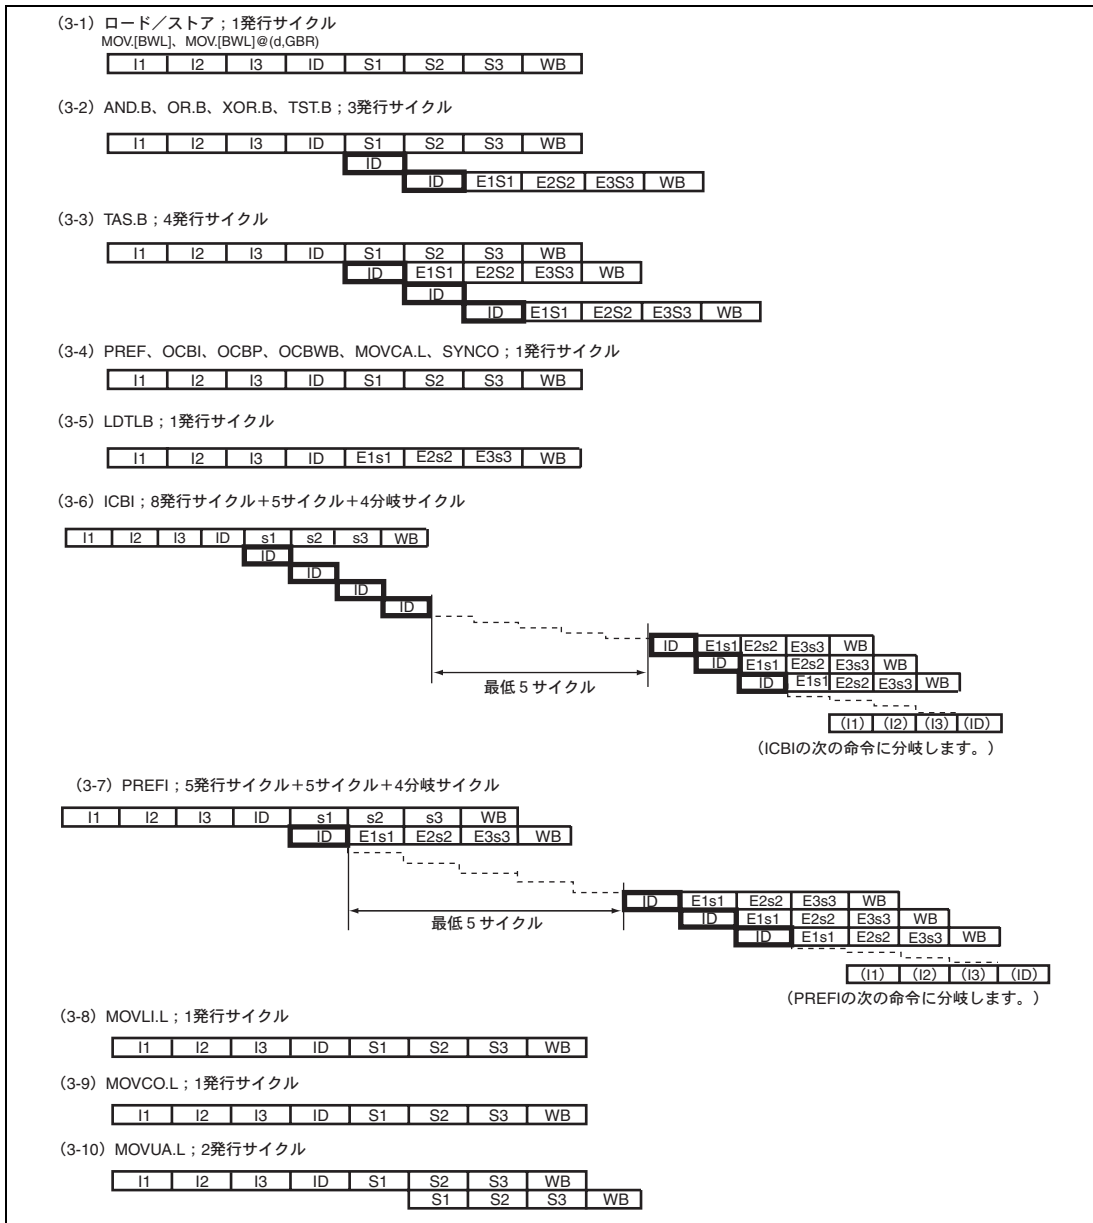 (3-1) ロード／ストア；1発行サイクル
MOV.[BWL]、MOV.[BWL]@(d,GBR)
I1 I2 I3 ID S1 S2 S3 WB
(3-2) AND.B、OR.B、XOR.B、TST.B；3発行サイクル
I1 I2 I3 ID S1 S2 S3 WB
ID
ID E1S1 E2S2 E3S3 WB
(3-3) TAS.B；4発行サイクル
I1 I2 I3 ID S1 S2 S3 WB
ID E1S1 E2S2 E3S3 WB
ID
ID E1S1 E2S2 E3S3 WB
(3-4) PREF、OCBI、OCBP、OCBWB、MOVCA.L、SYNCO；1発行サイクル
I1 I2 I3 ID S1 S2 S3 WB
(3-5) LDTLB；1発行サイクル
I1 I2 I3 ID E1s1 E2s2 E3s3 WB
(3-6) ICBI；8発行サイクル＋5サイクル＋4分岐サイクル
I1 I2 I3 ID s1 s2 s3 WB
ID
ID
ID
ID
ID E1s1 E2s2 E3s3 WB
ID E1s1 E2s2 E3s3 WB
最低 5 サイクル
ID E1s1 E2s2 E3s3 WB
(I1) (I2) (I3) (ID)
(ICBIの次の命令に分岐します。)
(3-7) PREFI；5発行サイクル＋5サイクル＋4分岐サイクル
I1 I2 I3 ID s1 s2 s3 WB
ID E1s1 E2s2 E3s3 WB
ID E1s1 E2s2 E3s3 WB
最低 5 サイクル
ID E1s1 E2s2 E3s3 WB
ID E1s1 E2s2 E3s3 WB
(I1) (I2) (I3) (ID)
(PREFIの次の命令に分岐します。)
(3-8) MOVLI.L；1発行サイクル
I1 I2 I3 ID S1 S2 S3 WB
(3-9) MOVCO.L；1発行サイクル
I1 I2 I3 ID S1 S2 S3 WB
(3-10) MOVUA.L；2発行サイクル
I1 I2 I3 ID S1 S2 S3 WB
S1 S2 S3 WB